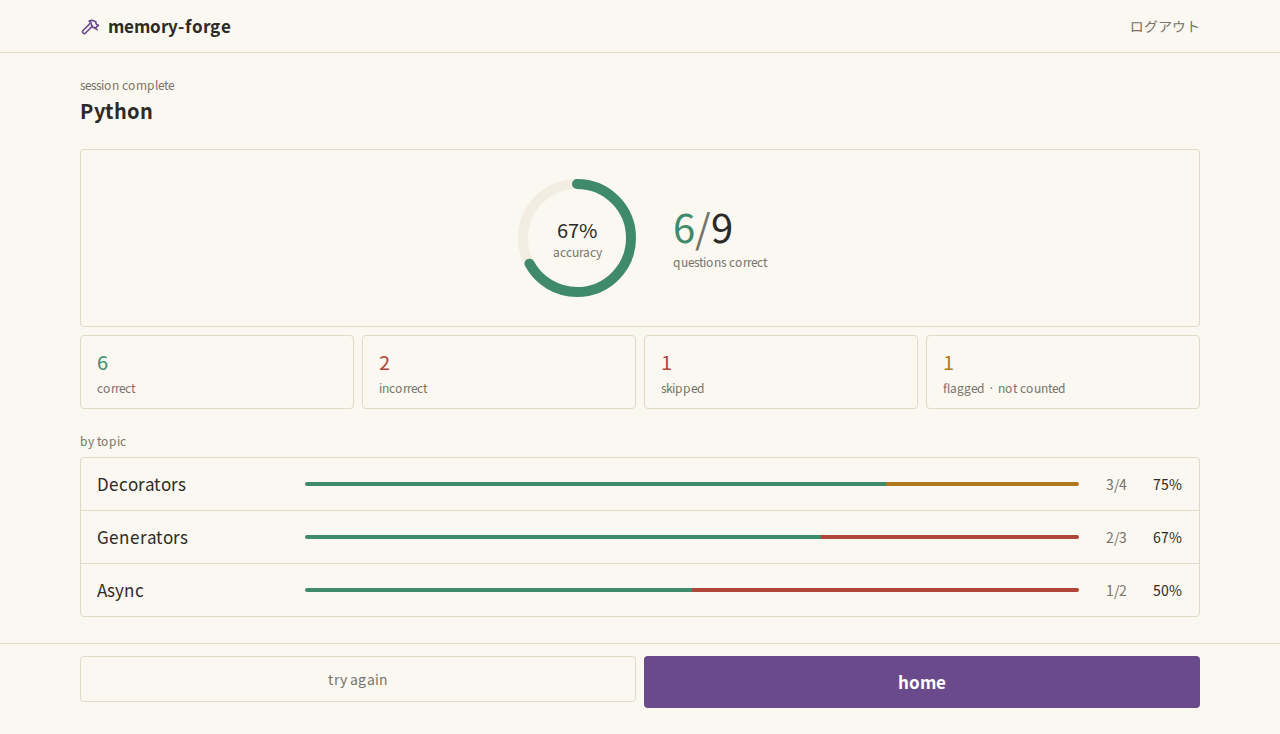 memory-forge
ログアウト
session complete
Python
67%
accuracy
6/9
questions correct
6
correct
2
incorrect
1
skipped
1
flagged · not counted
by topic
Decorators 3/4 75%
Generators 2/3 67%
Async 1/2 50%
try again
home